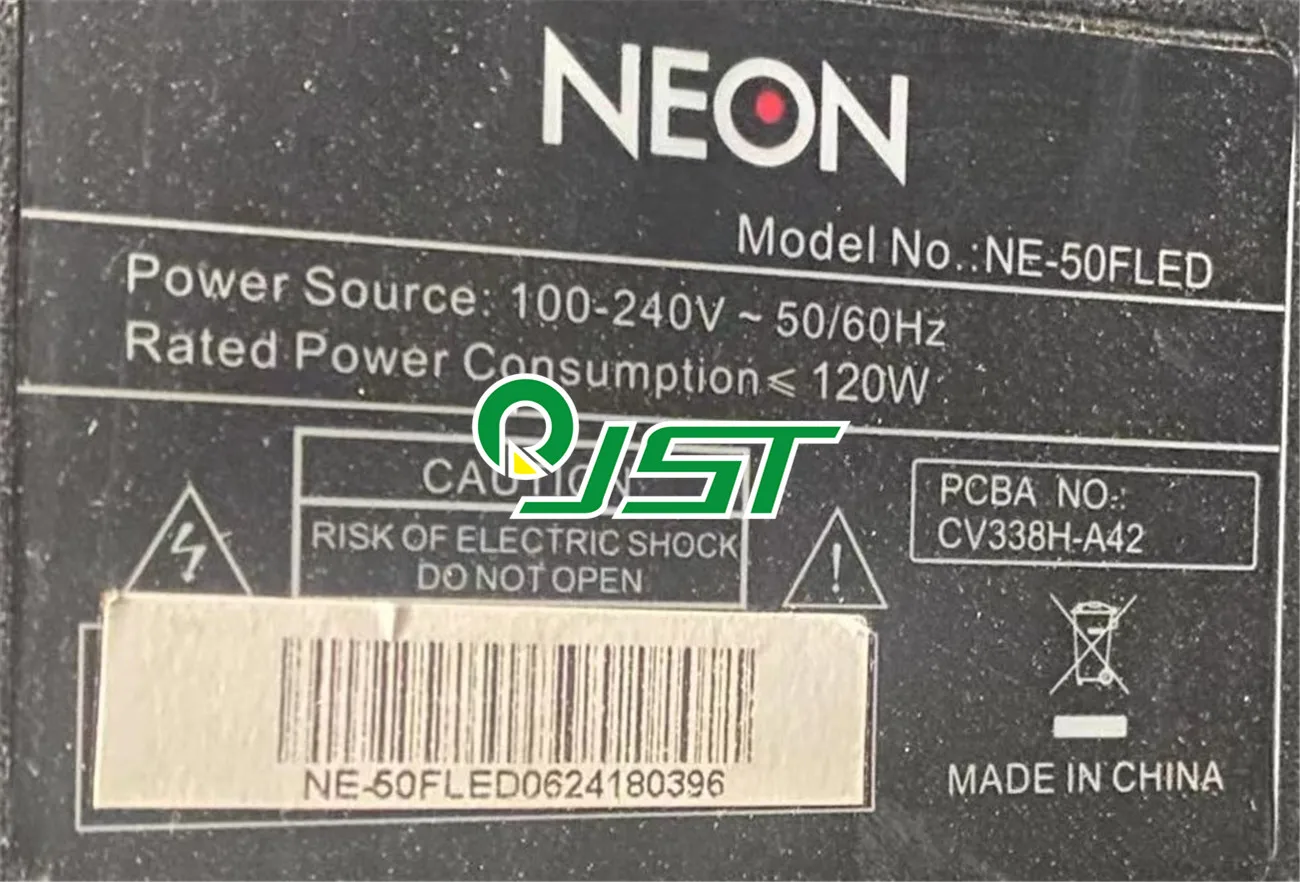 NEON
Model No.:NE-50FLED
Power Source: 100-240V ~ 50/60Hz
Rated Power Consumption≤ 120W
QJST
CAUTION:
RISK OF ELECTRIC SHOCK
DO NOT OPEN
PCBA NO.:
CV338H-A42
NE-50FLED0624180396
MADE IN CHINA